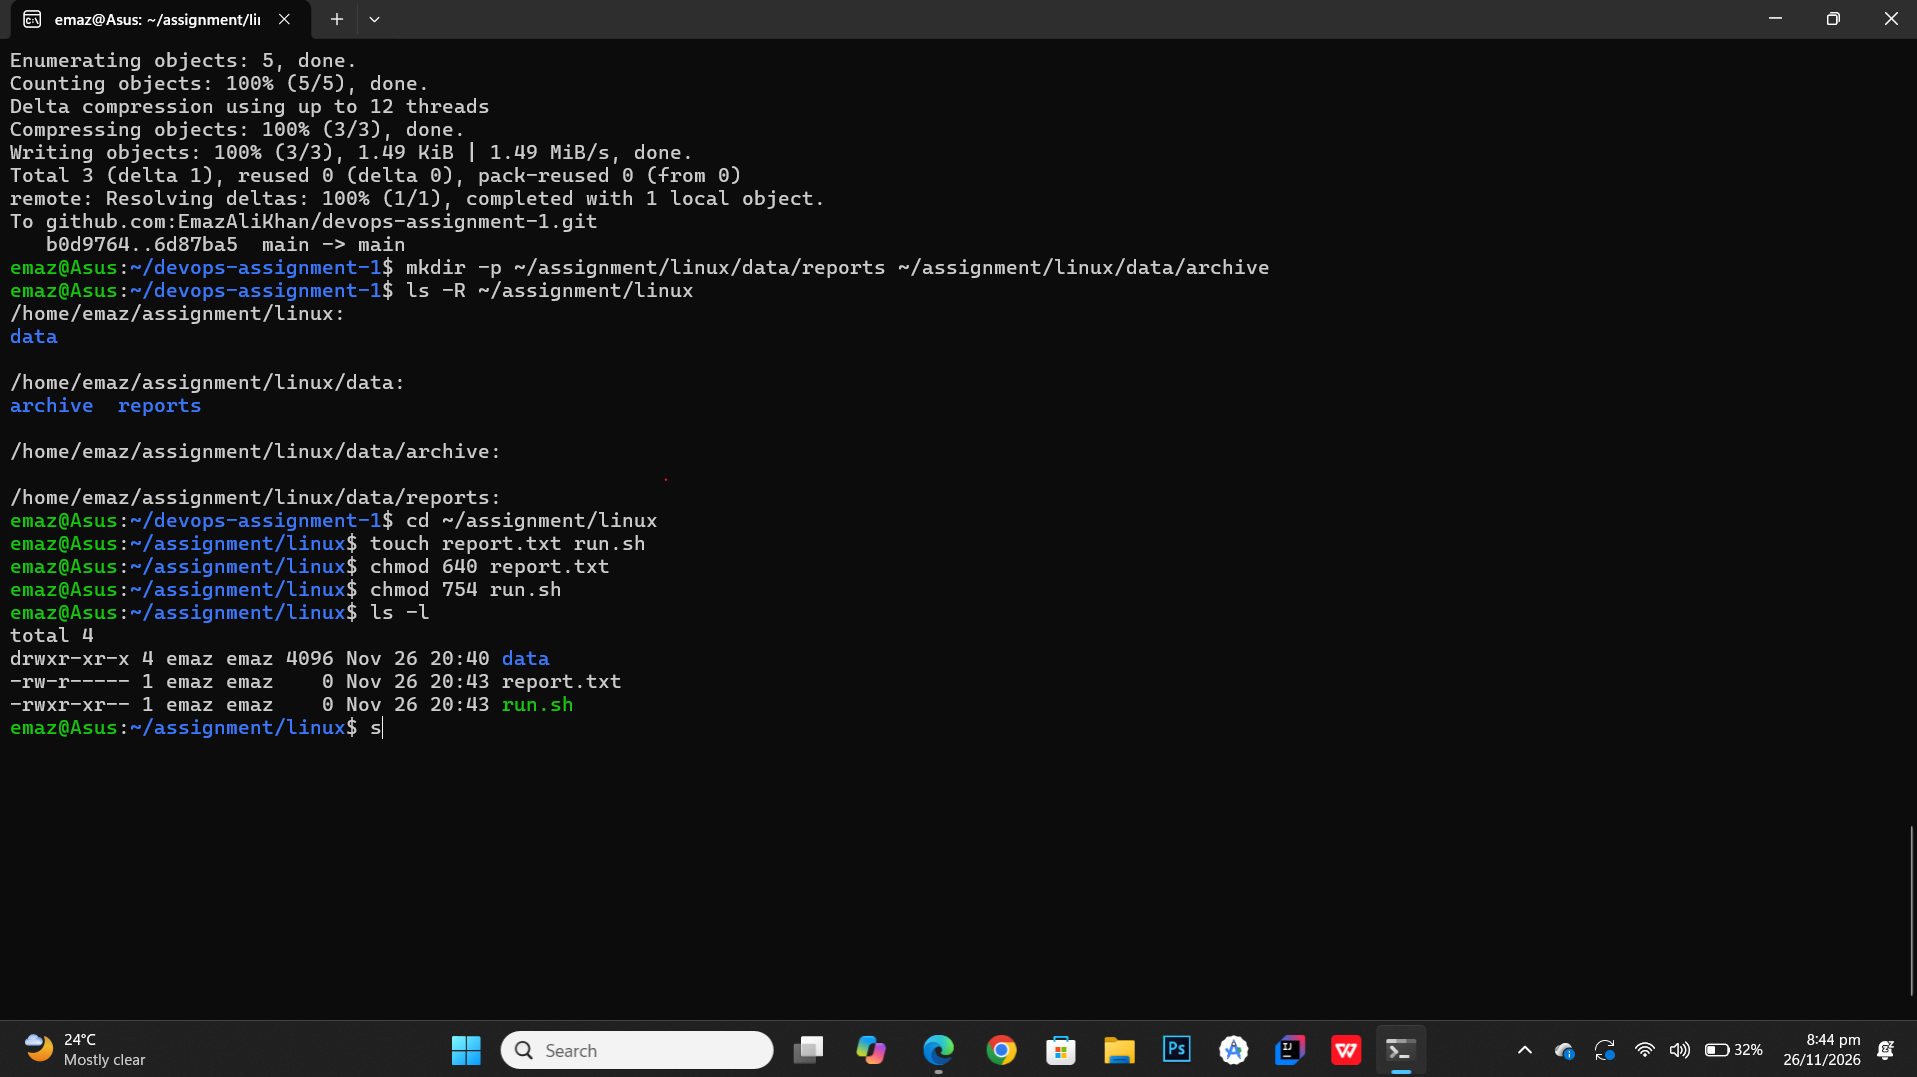 emaz@Asus: ~/assignment/li
Enumerating objects: 5, done.
Counting objects: 100% (5/5), done.
Delta compression using up to 12 threads
Compressing objects: 100% (3/3), done.
Writing objects: 100% (3/3), 1.49 KiB | 1.49 MiB/s, done.
Total 3 (delta 1), reused 0 (delta 0), pack-reused 0 (from 0)
remote: Resolving deltas: 100% (1/1), completed with 1 local object.
To github.com:EmazAliKhan/devops-assignment-1.git
   b0d9764..6d87ba5  main -> main
emaz@Asus:~/devops-assignment-1$ mkdir -p ~/assignment/linux/data/reports ~/assignment/linux/data/archive
emaz@Asus:~/devops-assignment-1$ ls -R ~/assignment/linux
/home/emaz/assignment/linux:
data
/home/emaz/assignment/linux/data:
archive  reports
/home/emaz/assignment/linux/data/archive:
/home/emaz/assignment/linux/data/reports:
emaz@Asus:~/devops-assignment-1$ cd ~/assignment/linux
emaz@Asus:~/assignment/linux$ touch report.txt run.sh
emaz@Asus:~/assignment/linux$ chmod 640 report.txt
emaz@Asus:~/assignment/linux$ chmod 754 run.sh
emaz@Asus:~/assignment/linux$ ls -l
total 4
drwxr-xr-x 4 emaz emaz 4096 Nov 26 20:40 data
-rw-r----- 1 emaz emaz    0 Nov 26 20:43 report.txt
-rwxr-xr-- 1 emaz emaz    0 Nov 26 20:43 run.sh
emaz@Asus:~/assignment/linux$ s
24°C
Mostly clear
Search
Ps
IJ
W
32%
8:44 pm
26/11/2026